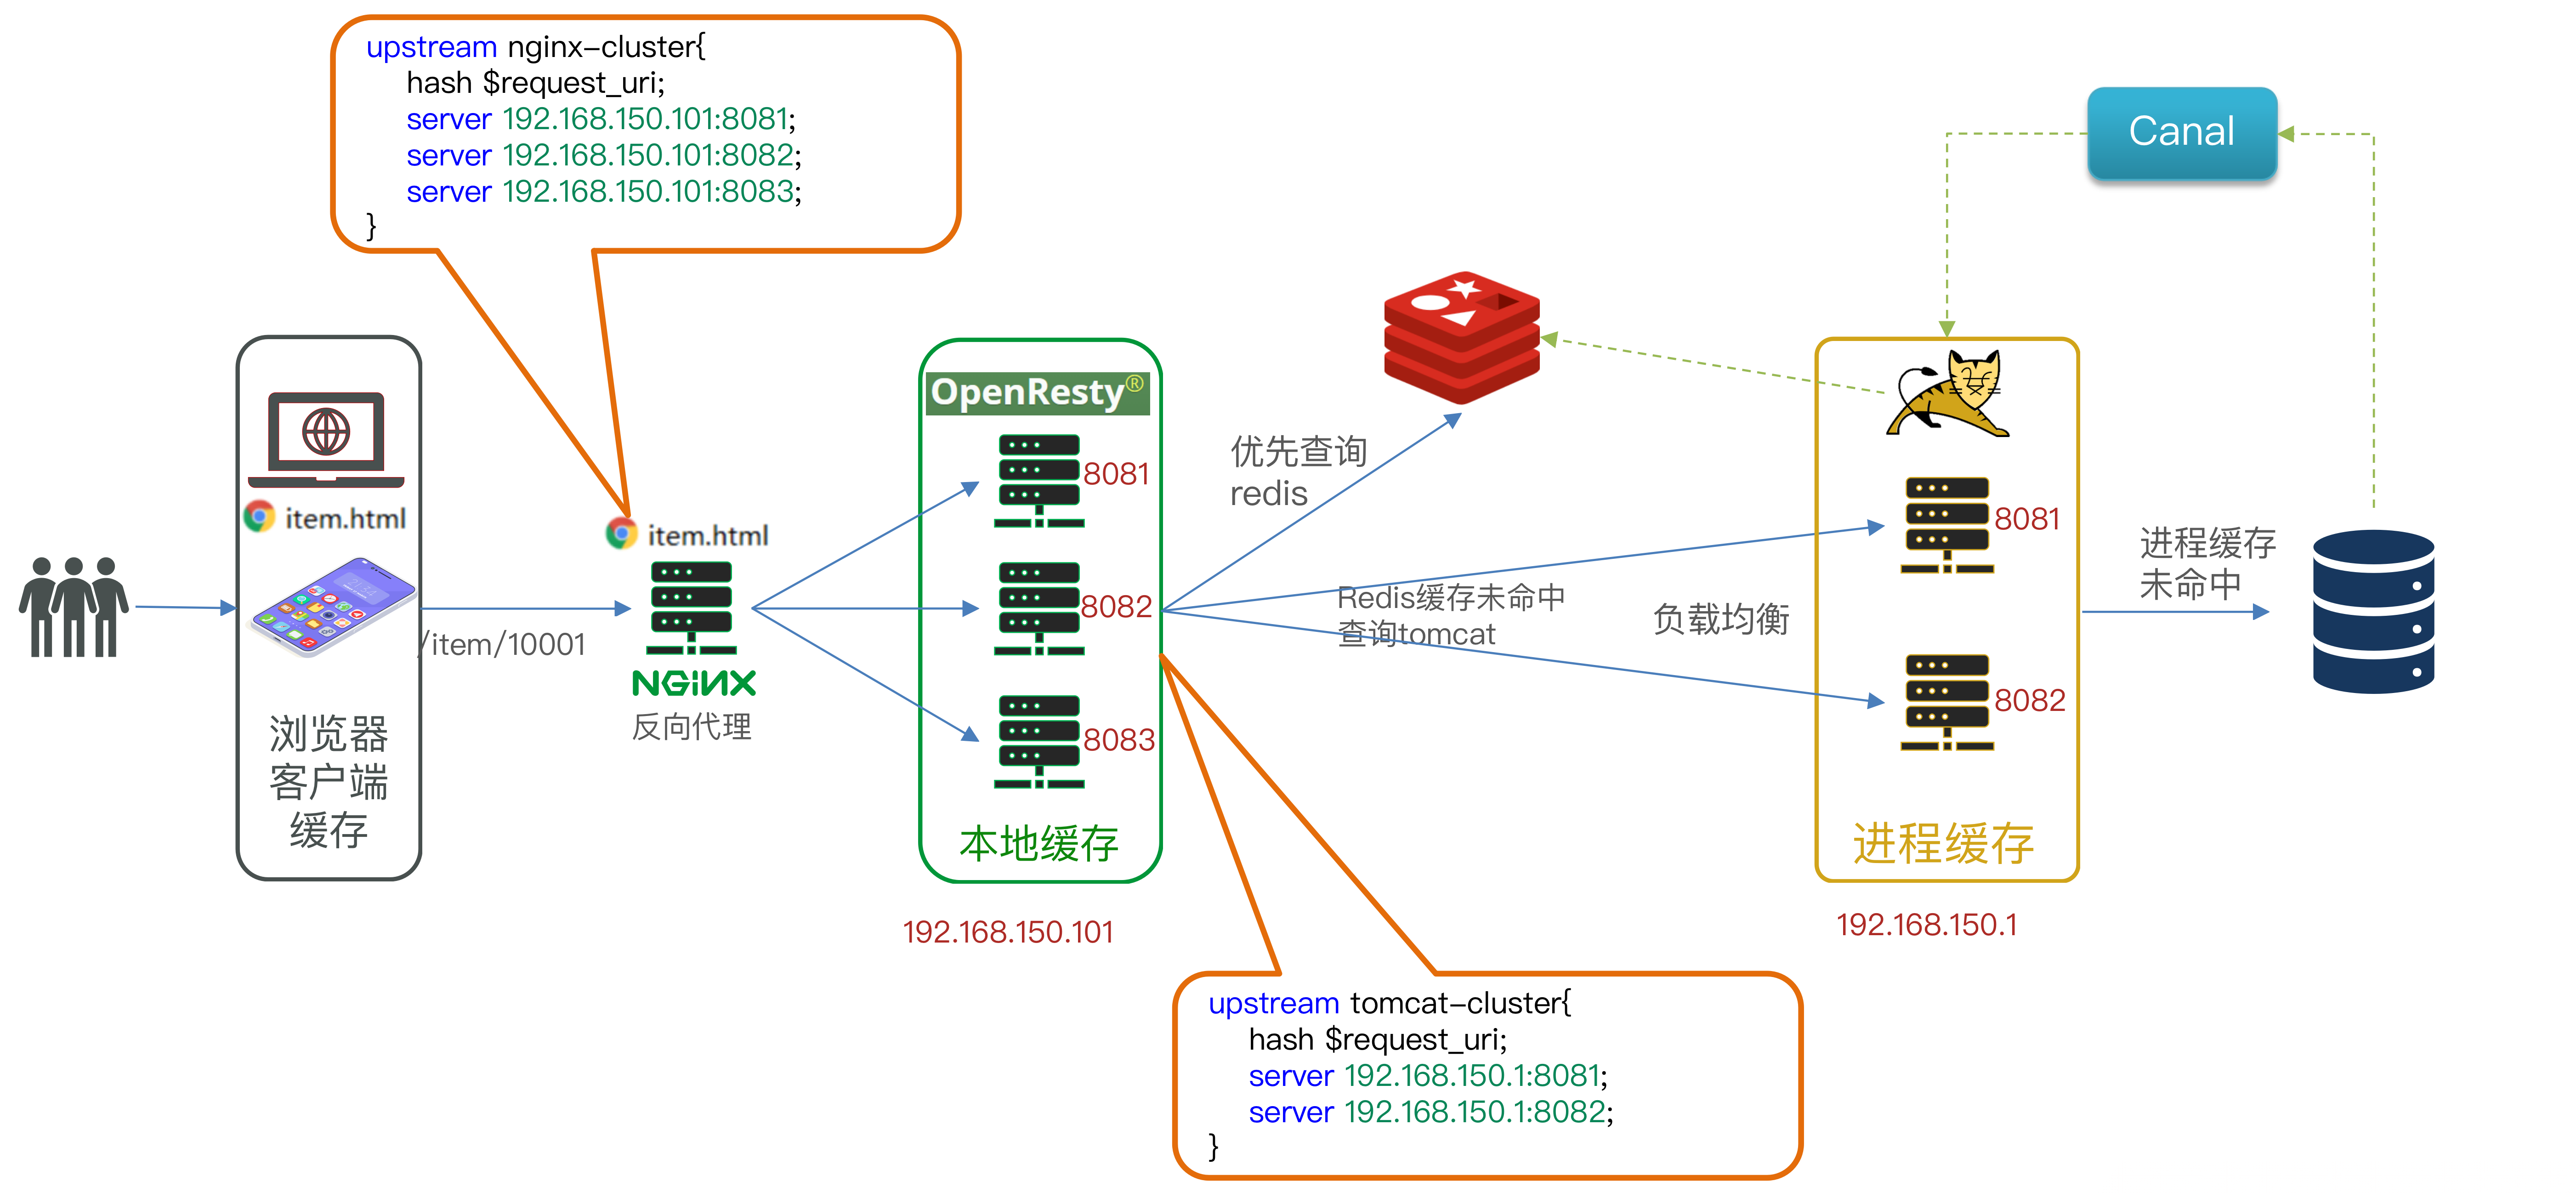 upstream nginx-cluster{
hash $request_uri;
server 192.168.150.101:8081;
server 192.168.150.101:8082;
server 192.168.150.101:8083;
}
Canal
item.html
浏览器
客户端
缓存
/item/10001
item.html
NGINX
反向代理
OpenResty®
8081
8082
8083
本地缓存
192.168.150.101
优先查询
redis
Redis缓存未命中
查询tomcat
负载均衡
8081
8082
进程缓存
192.168.150.1
进程缓存
未命中
upstream tomcat-cluster{
hash $request_uri;
server 192.168.150.1:8081;
server 192.168.150.1:8082;
}